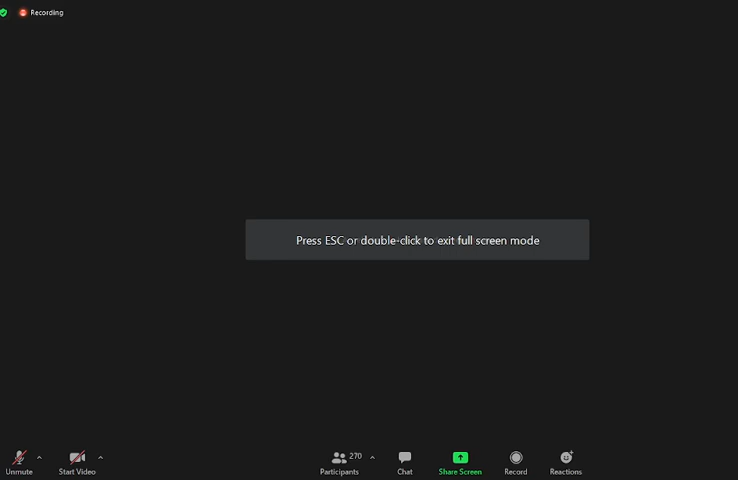 Recording
Press ESC or double-click to exit full screen mode
270
Unmute
Start Video
Participants
Chat
Share Screen
Record
Reactions